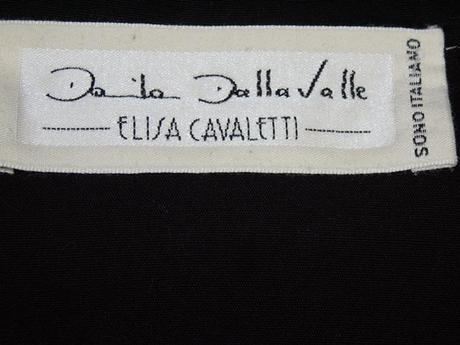 Daniela DallaValle
ELISA CAVALETTI
SONO ITALIANO